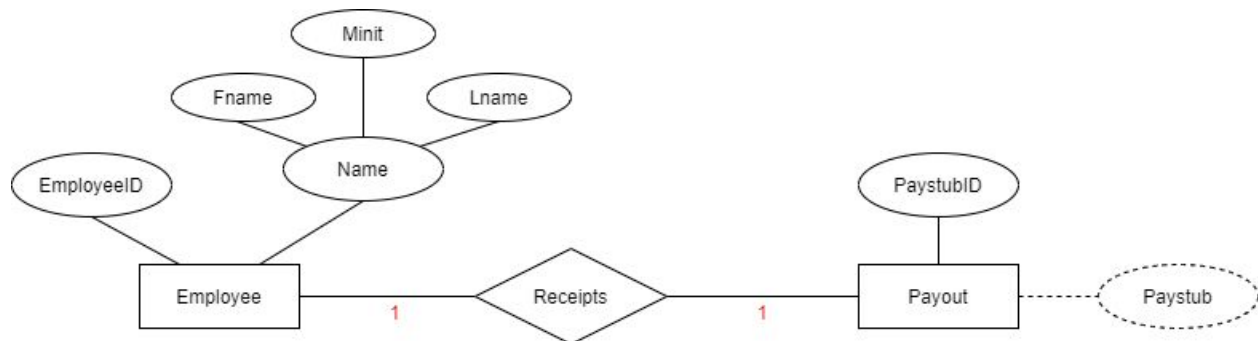 Minit
Fname
Lname
Name
EmployeeID
PaystubID
Employee
1
Receipts
1
Payout
Paystub